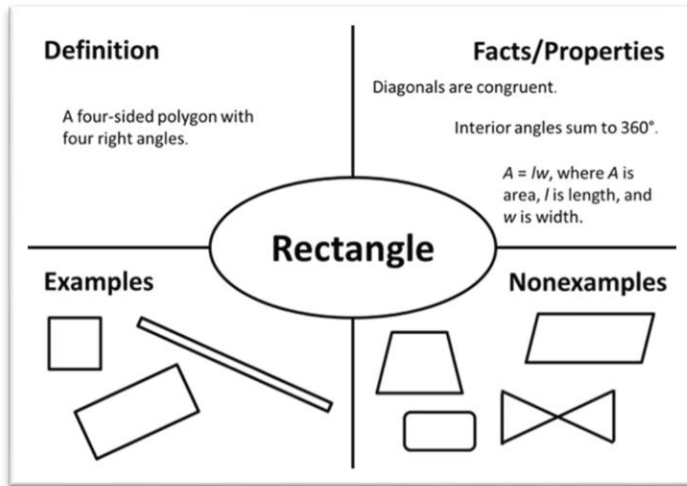 Definition
A four-sided polygon with
four right angles.
Facts/Properties
Diagonals are congruent.
Interior angles sum to 360°.
A = lw, where A is
area, l is length, and
w is width.
Rectangle
Examples
Nonexamples